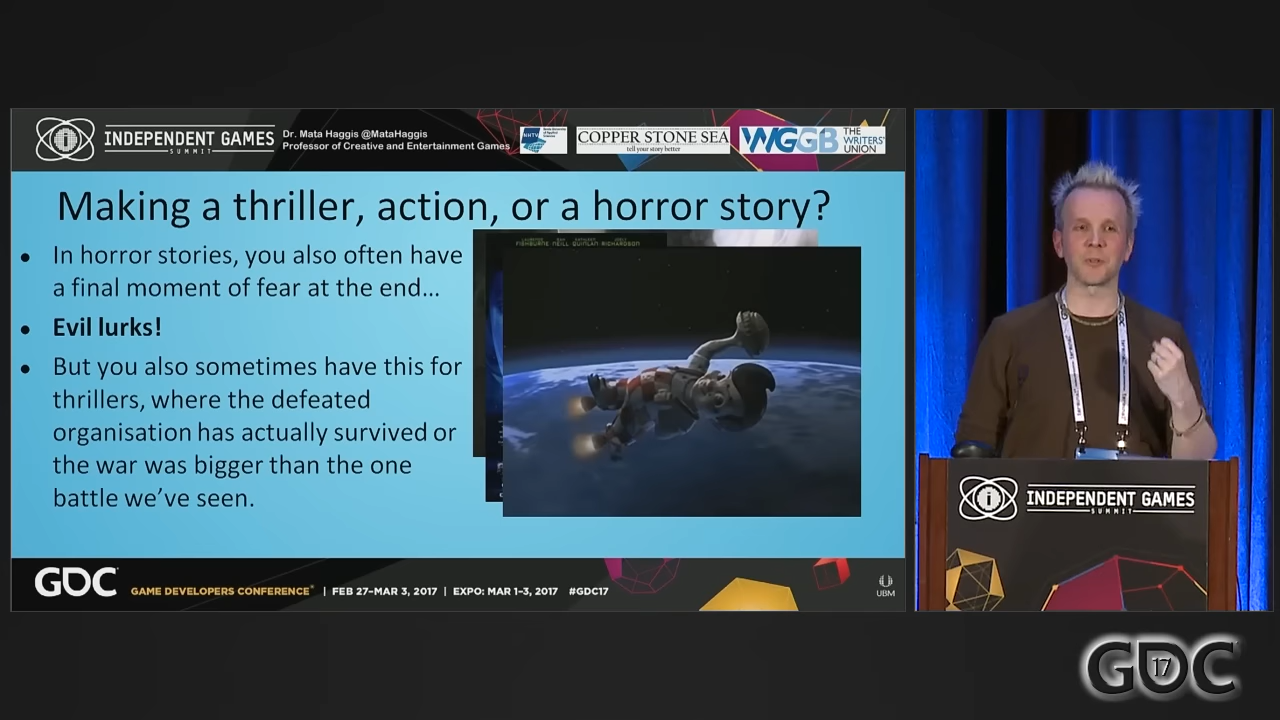 INDEPENDENT GAMES
SUMMIT
Dr. Mata Haggis @MataHaggis
Professor of Creative and Entertainment Games
NHTV
COPPER STONE SEA
tell your story better
WGGB
THE
WRITERS'
UNION
Making a thriller, action, or a horror story?
• In horror stories, you also often have
a final moment of fear at the end…
• Evil lurks!
• But you also sometimes have this for
thrillers, where the defeated
organisation has actually survived or
the war was bigger than the one
battle we've seen.
FISHBURNE NEILL QUINLAN RICHARDSON
GDC
GAME DEVELOPERS CONFERENCE® | FEB 27–MAR 3, 2017 | EXPO: MAR 1–3, 2017 #GDC17
UBM
GDC
INDEPENDENT GAMES
SUMMIT
GDC
17